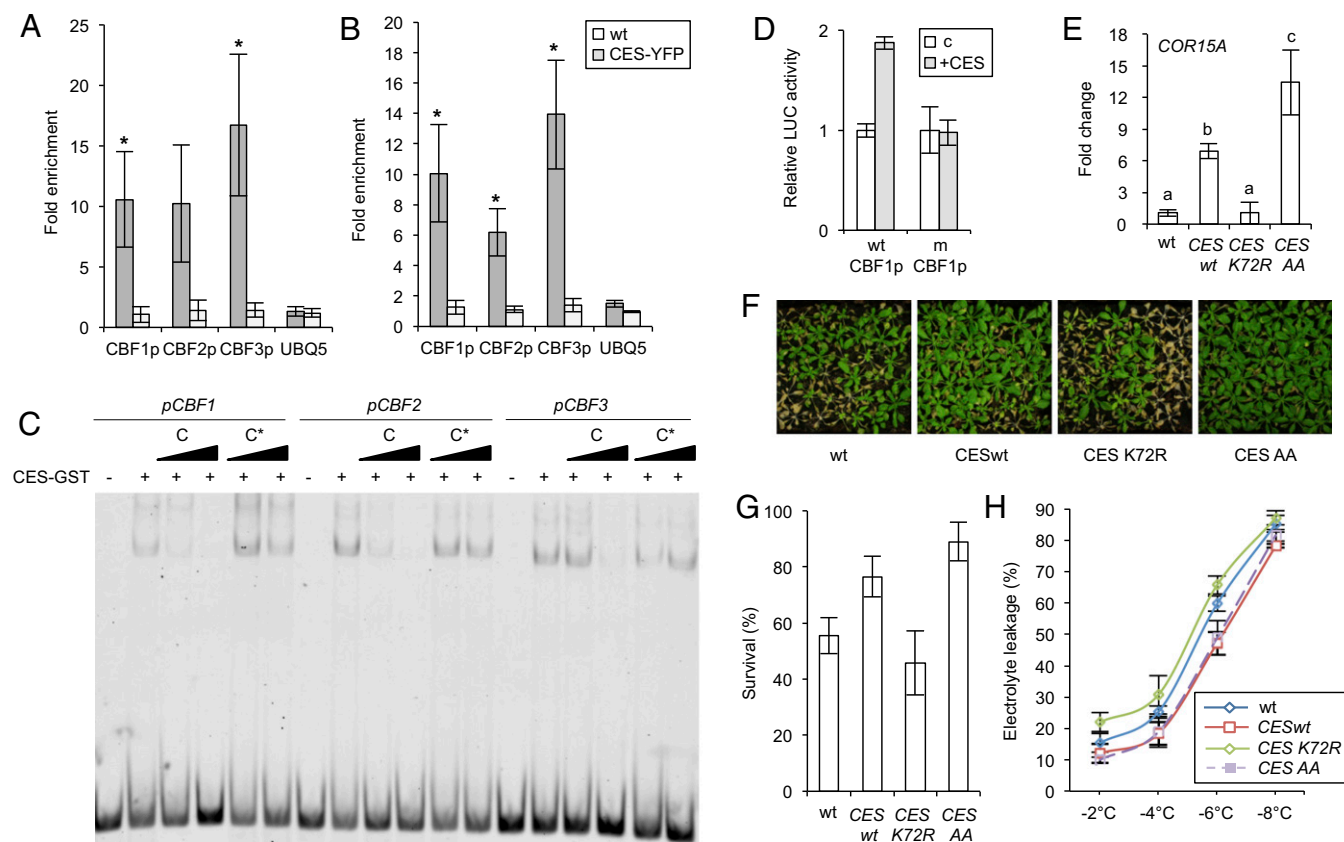 A
Fold enrichment
25
20
15
10
5
0
*
*
CBF1p CBF2p CBF3p UBQ5
B
Fold enrichment
20
18
16
14
12
10
8
6
4
2
0
*
*
*
wt
CES-YFP
CBF1p CBF2p CBF3p UBQ5
D
Relative LUC activity
2
1
0
c
+CES
wt m
CBF1p CBF1p
E
COR15A
Fold change
18
15
12
9
6
3
0
a b a c
wt CES CES CES
wt K72R AA
C
pCBF1 pCBF2 pCBF3
C C* C C* C C*
CES-GST - + + + + + - + + + + + - + + + + +
F
wt CESwt CES K72R CES AA
G
Survival (%)
100
80
60
40
20
0
wt CES CES CES
wt K72R AA
H
Electrolyte leakage (%)
90
80
70
60
50
40
30
20
10
0
wt
CESwt
CES K72R
CES AA
-2°C -4°C -6°C -8°C